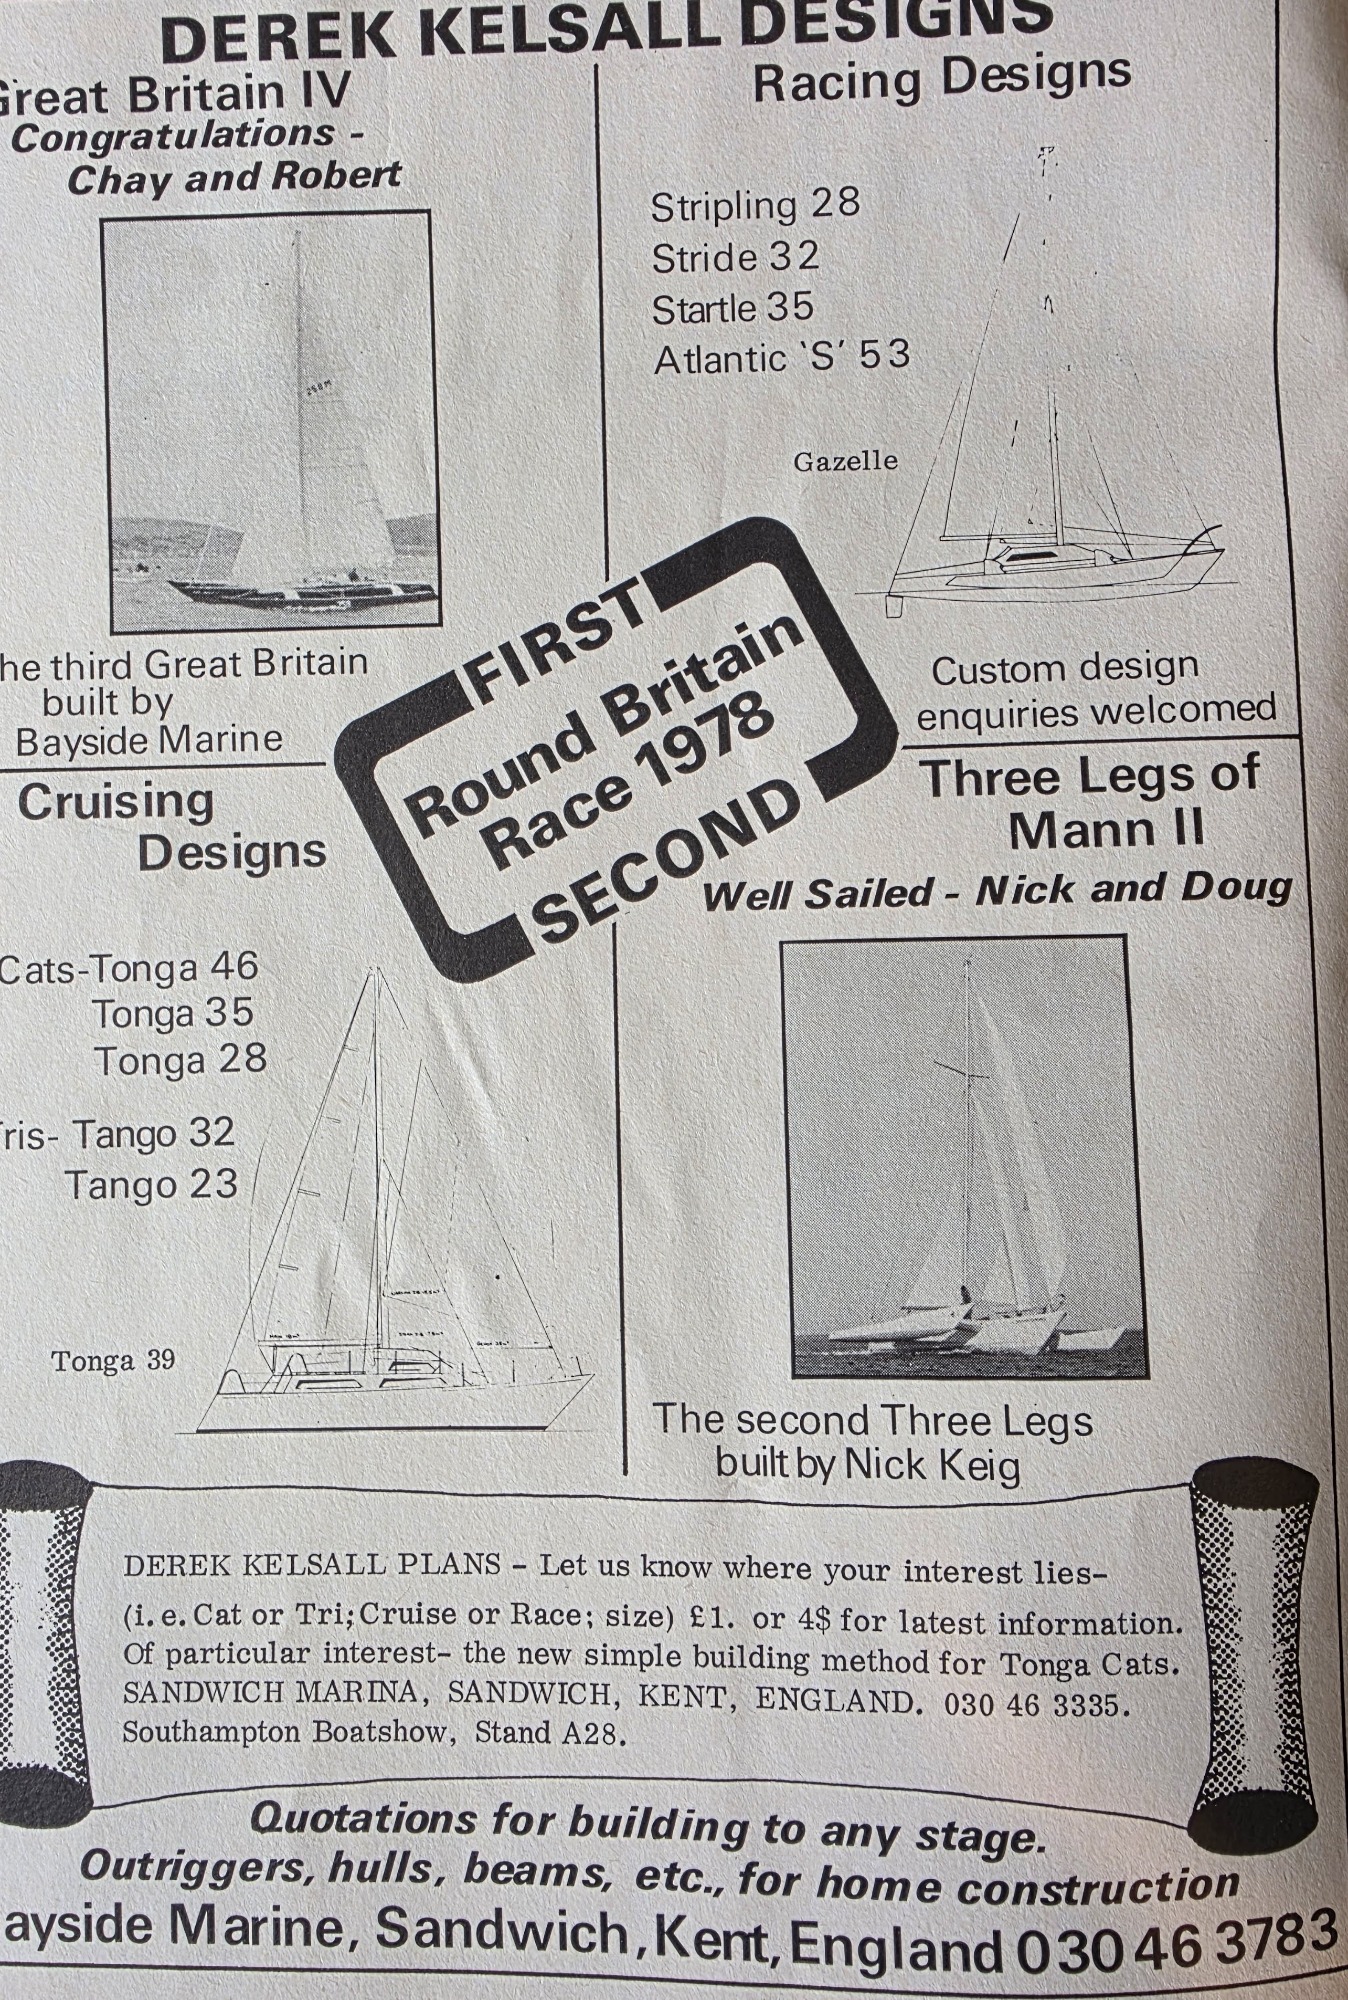 DEREK KELSALL DESIGNS
Great Britain IV
Congratulations -
Chay and Robert
he third Great Britain
built by
Bayside Marine
Racing Designs
Stripling 28
Stride 32
Startle 35
Atlantic 'S' 53
Gazelle
Custom design
enquiries welcomed
FIRST
Round Britain
Race 1978
SECOND
Cruising
Designs
Cats-Tonga 46
Tonga 35
Tonga 28
ris- Tango 32
Tango 23
Tonga 39
Three Legs of
Mann II
Well Sailed - Nick and Doug
The second Three Legs
built by Nick Keig
DEREK KELSALL PLANS - Let us know where your interest lies-
(i.e. Cat or Tri; Cruise or Race; size) £1. or 4$ for latest information.
Of particular interest- the new simple building method for Tonga Cats.
SANDWICH MARINA, SANDWICH, KENT, ENGLAND. 030 46 3335.
Southampton Boatshow, Stand A28.
Quotations for building to any stage.
Outriggers, hulls, beams, etc., for home construction
ayside Marine, Sandwich, Kent, England 030 46 3783